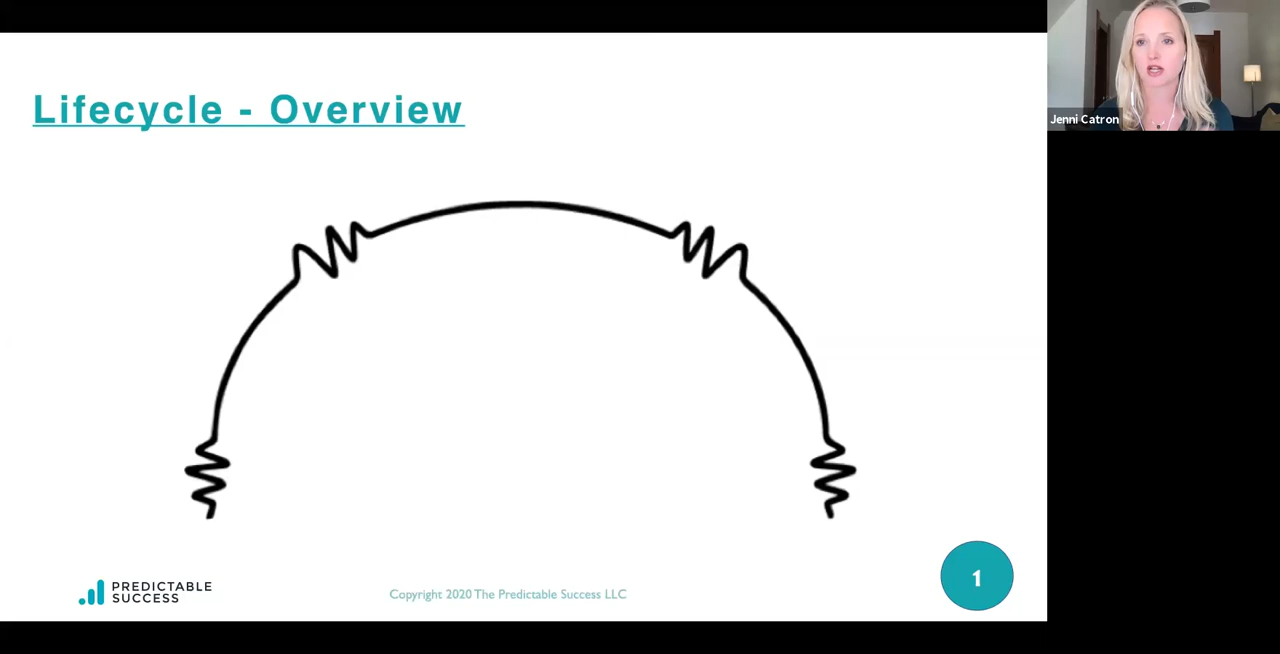 Lifecycle - Overview
Jenni Catron
PREDICTABLE
SUCCESS
Copyright 2020 The Predictable Success LLC
1